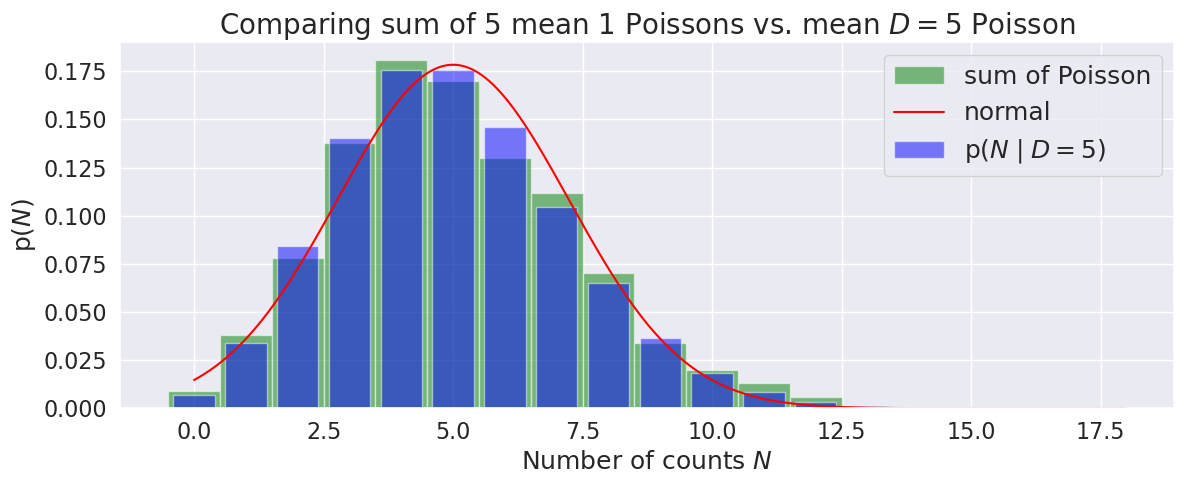 Comparing sum of 5 mean 1 Poissons vs. mean D = 5 Poisson
p(N)
0.175
0.150
0.125
0.100
0.075
0.050
0.025
0.000
sum of Poisson
normal
p(N | D = 5)
0.0 2.5 5.0 7.5 10.0 12.5 15.0 17.5
Number of counts N